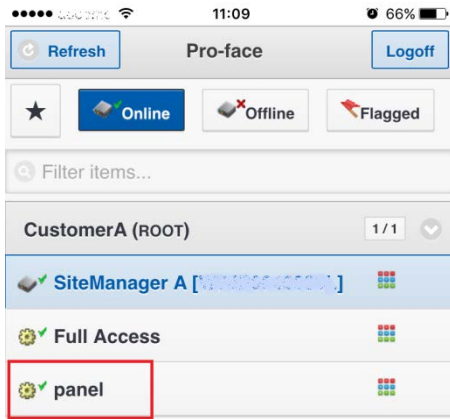 11:09
66%
Refresh
Pro-face
Logoff
Online
Offline
Flagged
Filter items...
CustomerA (ROOT)
1/1
SiteManager A [
.]
Full Access
panel